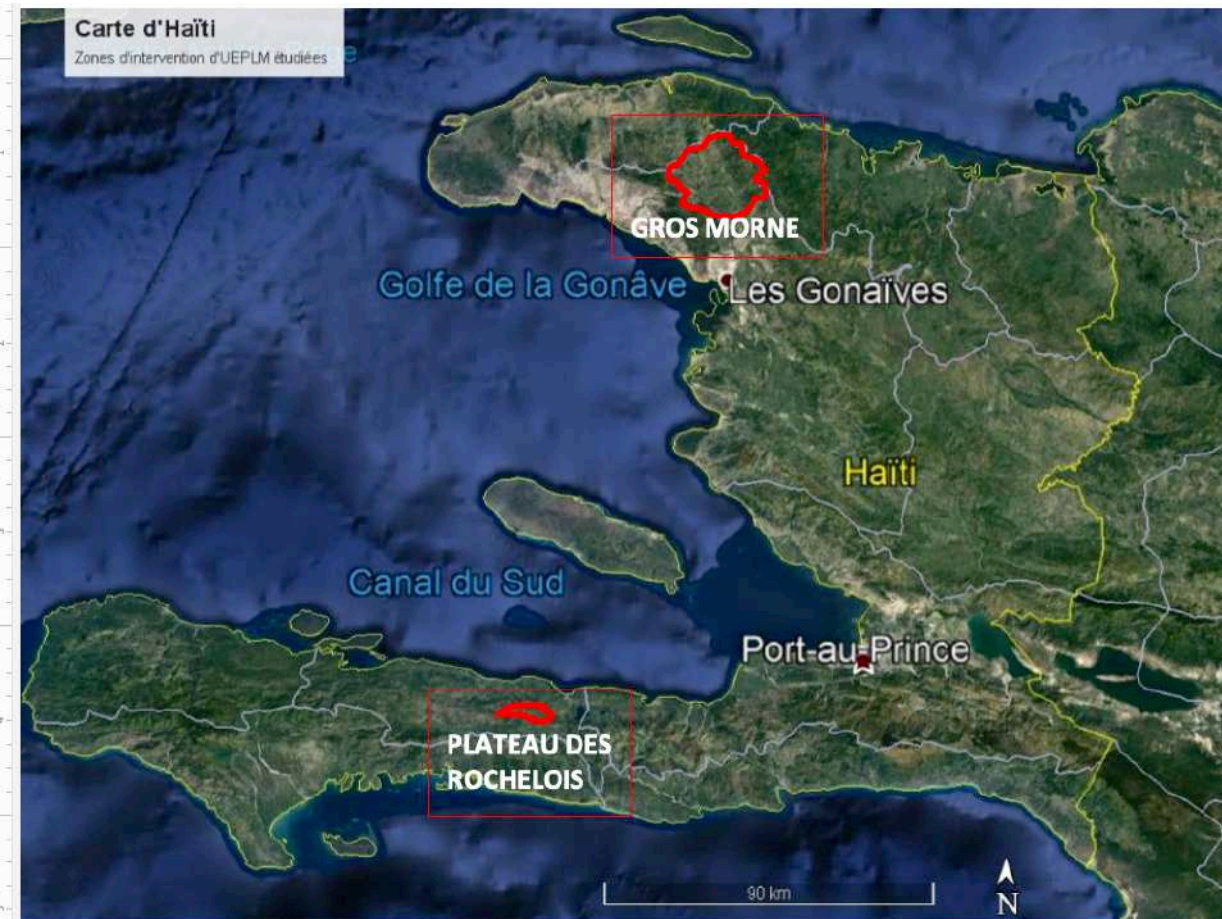 Carte d'Haïti
Zones d'intervention d'UEPLM étudiées
GROS MORNE
Golfe de la Gonâve
Les Gonaïves
Haïti
Canal du Sud
Port-au-Prince
PLATEAU DES
ROCHELOIS
90 km
N